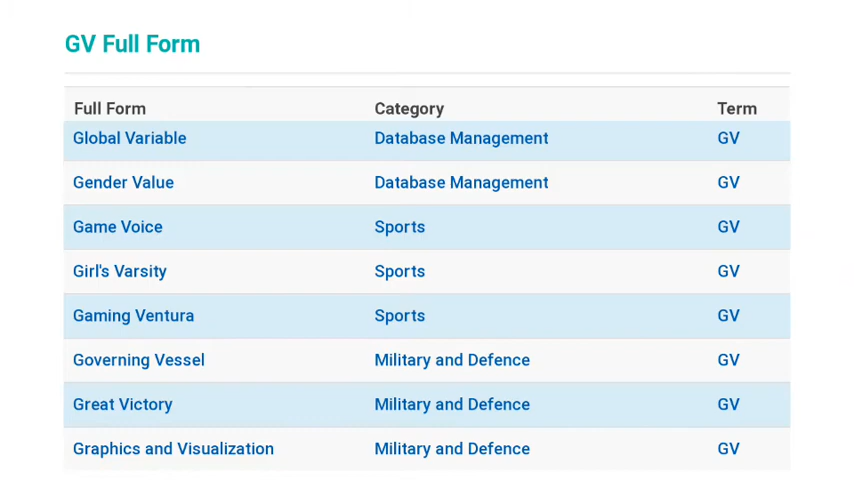 GV Full Form
Full Form Category Term
Global Variable Database Management GV
Gender Value Database Management GV
Game Voice Sports GV
Girl's Varsity Sports GV
Gaming Ventura Sports GV
Governing Vessel Military and Defence GV
Great Victory Military and Defence GV
Graphics and Visualization Military and Defence GV